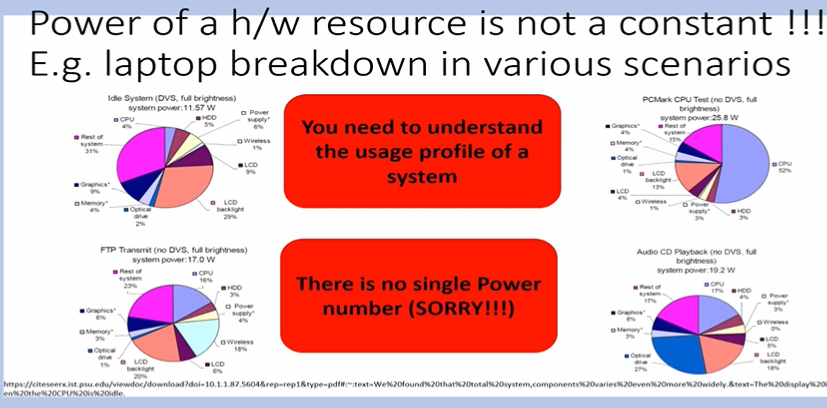 Power of a h/w resource is not a constant !!!
E.g. laptop breakdown in various scenarios
Idle System (DVS, full brightness)
system power:11.57 W
CPU
4%
HDD
5%
Power
supply*
6%
Wireless
1%
LCD
9%
LCD
backlight
29%
Optical
drive
2%
Memory*
4%
Graphics*
9%
Rest of
system
31%
You need to understand
the usage profile of a
system
PCMark CPU Test (no DVS, full
brightness)
system power:25.8 W
Graphics*
4%
Rest of
system
15%
Memory*
4%
Optical
drive
1%
LCD
backlight
13%
LCD
4%
Wireless
1%
Power
supply*
3%
HDD
3%
CPU
52%
FTP Transmit (no DVS, full brightness)
system power:17.0 W
Rest of
system
23%
CPU
16%
HDD
3%
Power
supply*
4%
Wireless
18%
LCD
6%
LCD
backlight
20%
Optical
drive
1%
Memory*
3%
Graphics*
6%
There is no single Power
number (SORRY!!!)
Audio CD Playback (no DVS, full
brightness)
system power:19.2 W
Rest of
system
17%
CPU
17%
HDD
4%
Power
supply*
3%
Wireless
0%
LCD
5%
LCD
backlight
18%
Optical
drive
27%
Memory*
3%
Graphics*
6%
https://citeseerx.ist.psu.edu/viewdoc/download?doi=10.1.1.87.5604&rep=rep1&type=pdf#:~:text=We%20found%20that%20total%20system,components%20varies%20even%20more%20widely.&text=The%20display%20i
en%20the%20CPU%20is%20idle.